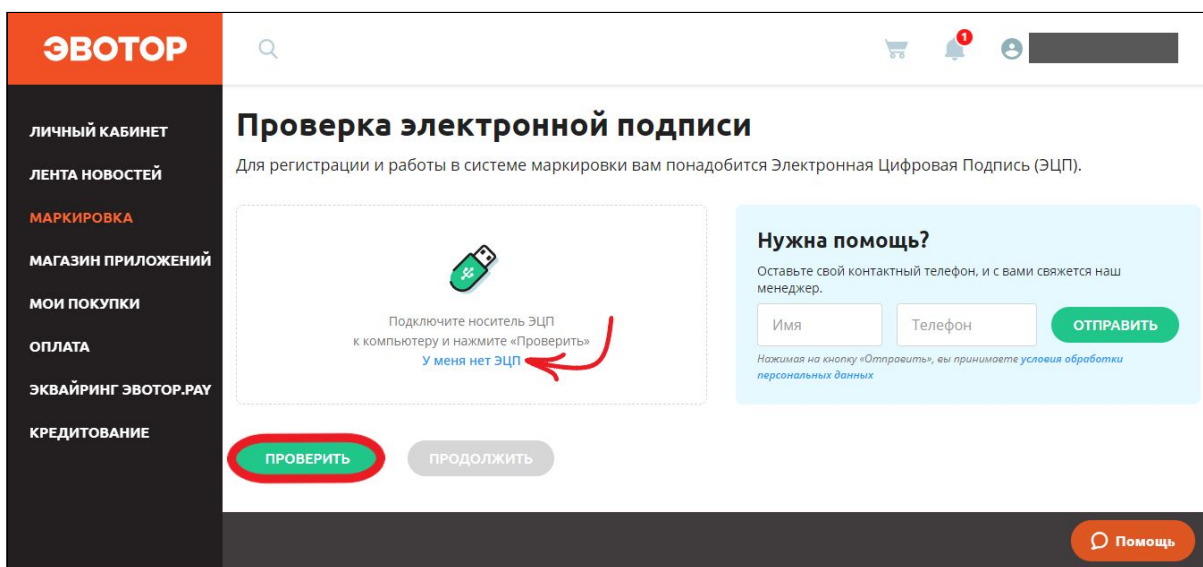 ЭВОТОР
1
ЛИЧНЫЙ КАБИНЕТ
ЛЕНТА НОВОСТЕЙ
МАРКИРОВКА
МАГАЗИН ПРИЛОЖЕНИЙ
МОИ ПОКУПКИ
ОПЛАТА
ЭКВАЙРИНГ ЭВОТОР.PAY
КРЕДИТОВАНИЕ
Проверка электронной подписи
Для регистрации и работы в системе маркировки вам понадобится Электронная Цифровая Подпись (ЭЦП).
Подключите носитель ЭЦП
к компьютеру и нажмите «Проверить»
У меня нет ЭЦП
Нужна помощь?
Оставьте свой контактный телефон, и с вами свяжется наш
менеджер.
Имя
Телефон
ОТПРАВИТЬ
Нажимая на кнопку «Отправить», вы принимаете условия обработки
персональных данных
ПРОВЕРИТЬ
ПРОДОЛЖИТЬ
Помощь